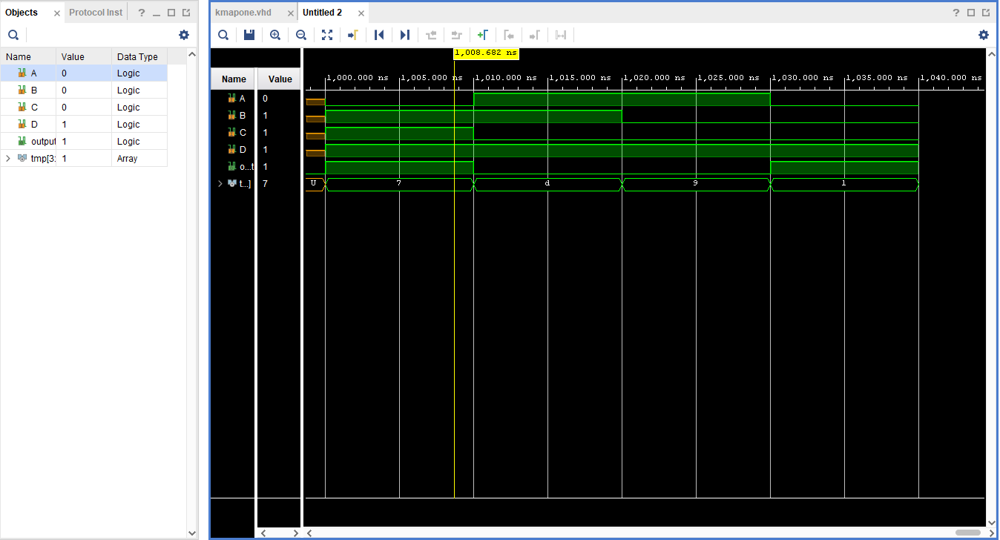 Objects Protocol Inst
Name Value Data Type
A 0 Logic
B 0 Logic
C 0 Logic
D 1 Logic
output 1 Logic
tmp[3: 1 Array
kmapone.vhd Untitled 2
1,008.682 ns
Name Value
1,000.000 ns 1,005.000 ns 1,010.000 ns 1,015.000 ns 1,020.000 ns 1,025.000 ns 1,030.000 ns 1,035.000 ns 1,040.000 ns
A 0
B 1
C 1
D 1
o...t 1
t...] 7 U 7 d 9 1